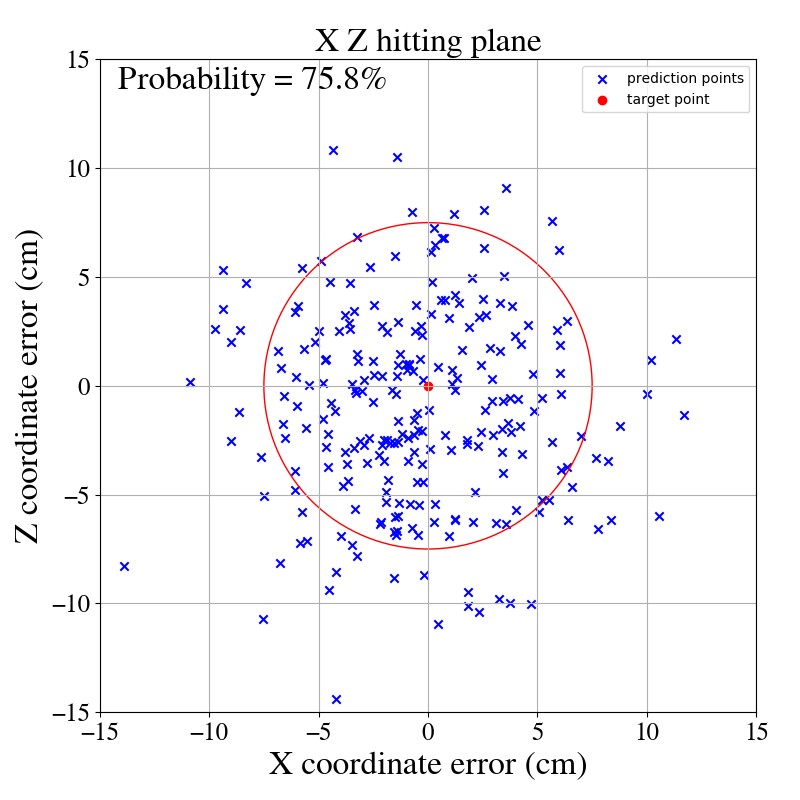 X Z hitting plane
Probability = 75.8%
prediction points
target point
Z coordinate error (cm)
15
10
5
0
−5
−10
−15
−15 −10 −5 0 5 10 15
X coordinate error (cm)